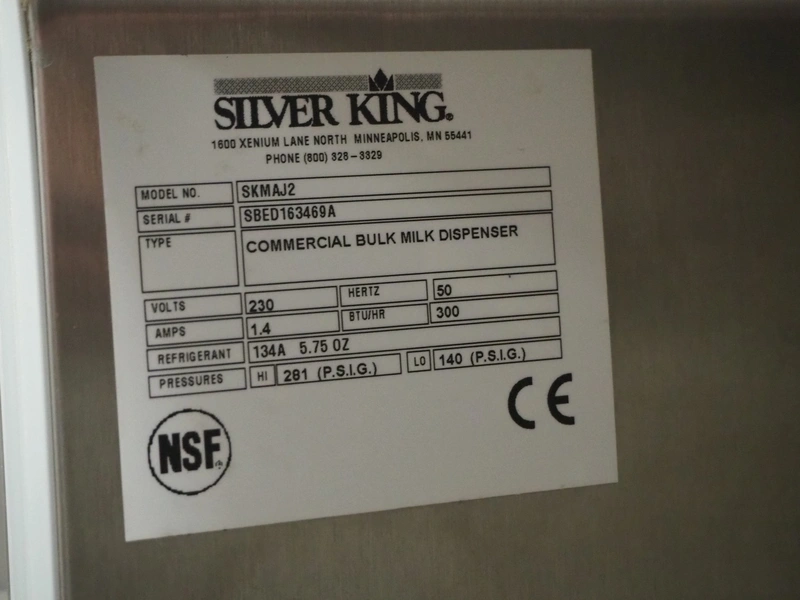 SILVER KING®
1600 XENIUM LANE NORTH MINNEAPOLIS, MN 55441
PHONE (800) 328-3329
MODEL NO. SKMAJ2
SERIAL # SBED163469A
TYPE COMMERCIAL BULK MILK DISPENSER
VOLTS 230 HERTZ 50
AMPS 1.4 BTU/HR 300
REFRIGERANT 134A 5.75 OZ
PRESSURES HI 281 (P.S.I.G.) LO 140 (P.S.I.G.)
CE
NSF®